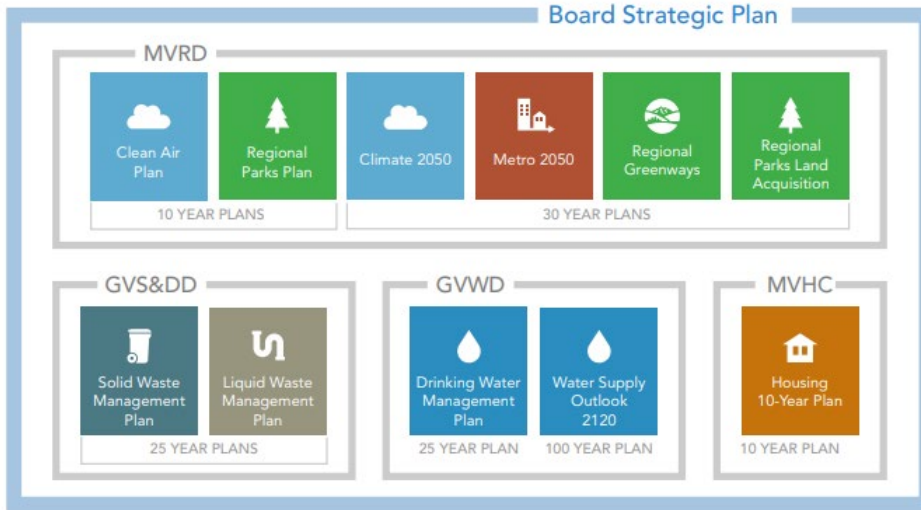 Board Strategic Plan
MVRD
Clean Air
Plan
Regional
Parks Plan
Climate 2050
Metro 2050
Regional
Greenways
Regional
Parks Land
Acquisition
10 YEAR PLANS
30 YEAR PLANS
GVS&DD
Solid Waste
Management
Plan
Liquid Waste
Management
Plan
25 YEAR PLANS
GVWD
Drinking Water
Management
Plan
Water Supply
Outlook
2120
25 YEAR PLAN
100 YEAR PLAN
MVHC
Housing
10-Year Plan
10 YEAR PLAN